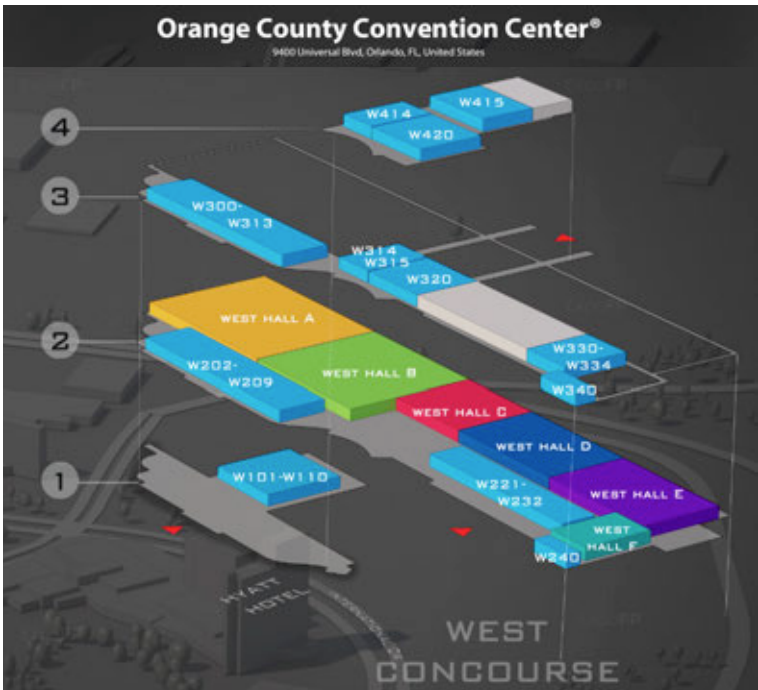 Orange County Convention Center®
9400 Universal Blvd, Orlando, FL, United States
4
W414
W415
W420
3
W300-
W313
W314
W315
W320
W330-
W334
W340
2
WEST HALL A
WEST HALL B
WEST HALL C
WEST HALL D
WEST HALL E
WEST
HALL F
W202-
W209
W221-
W232
W240
1
W101-W110
HYATT
HOTEL
WEST
CONCOURSE